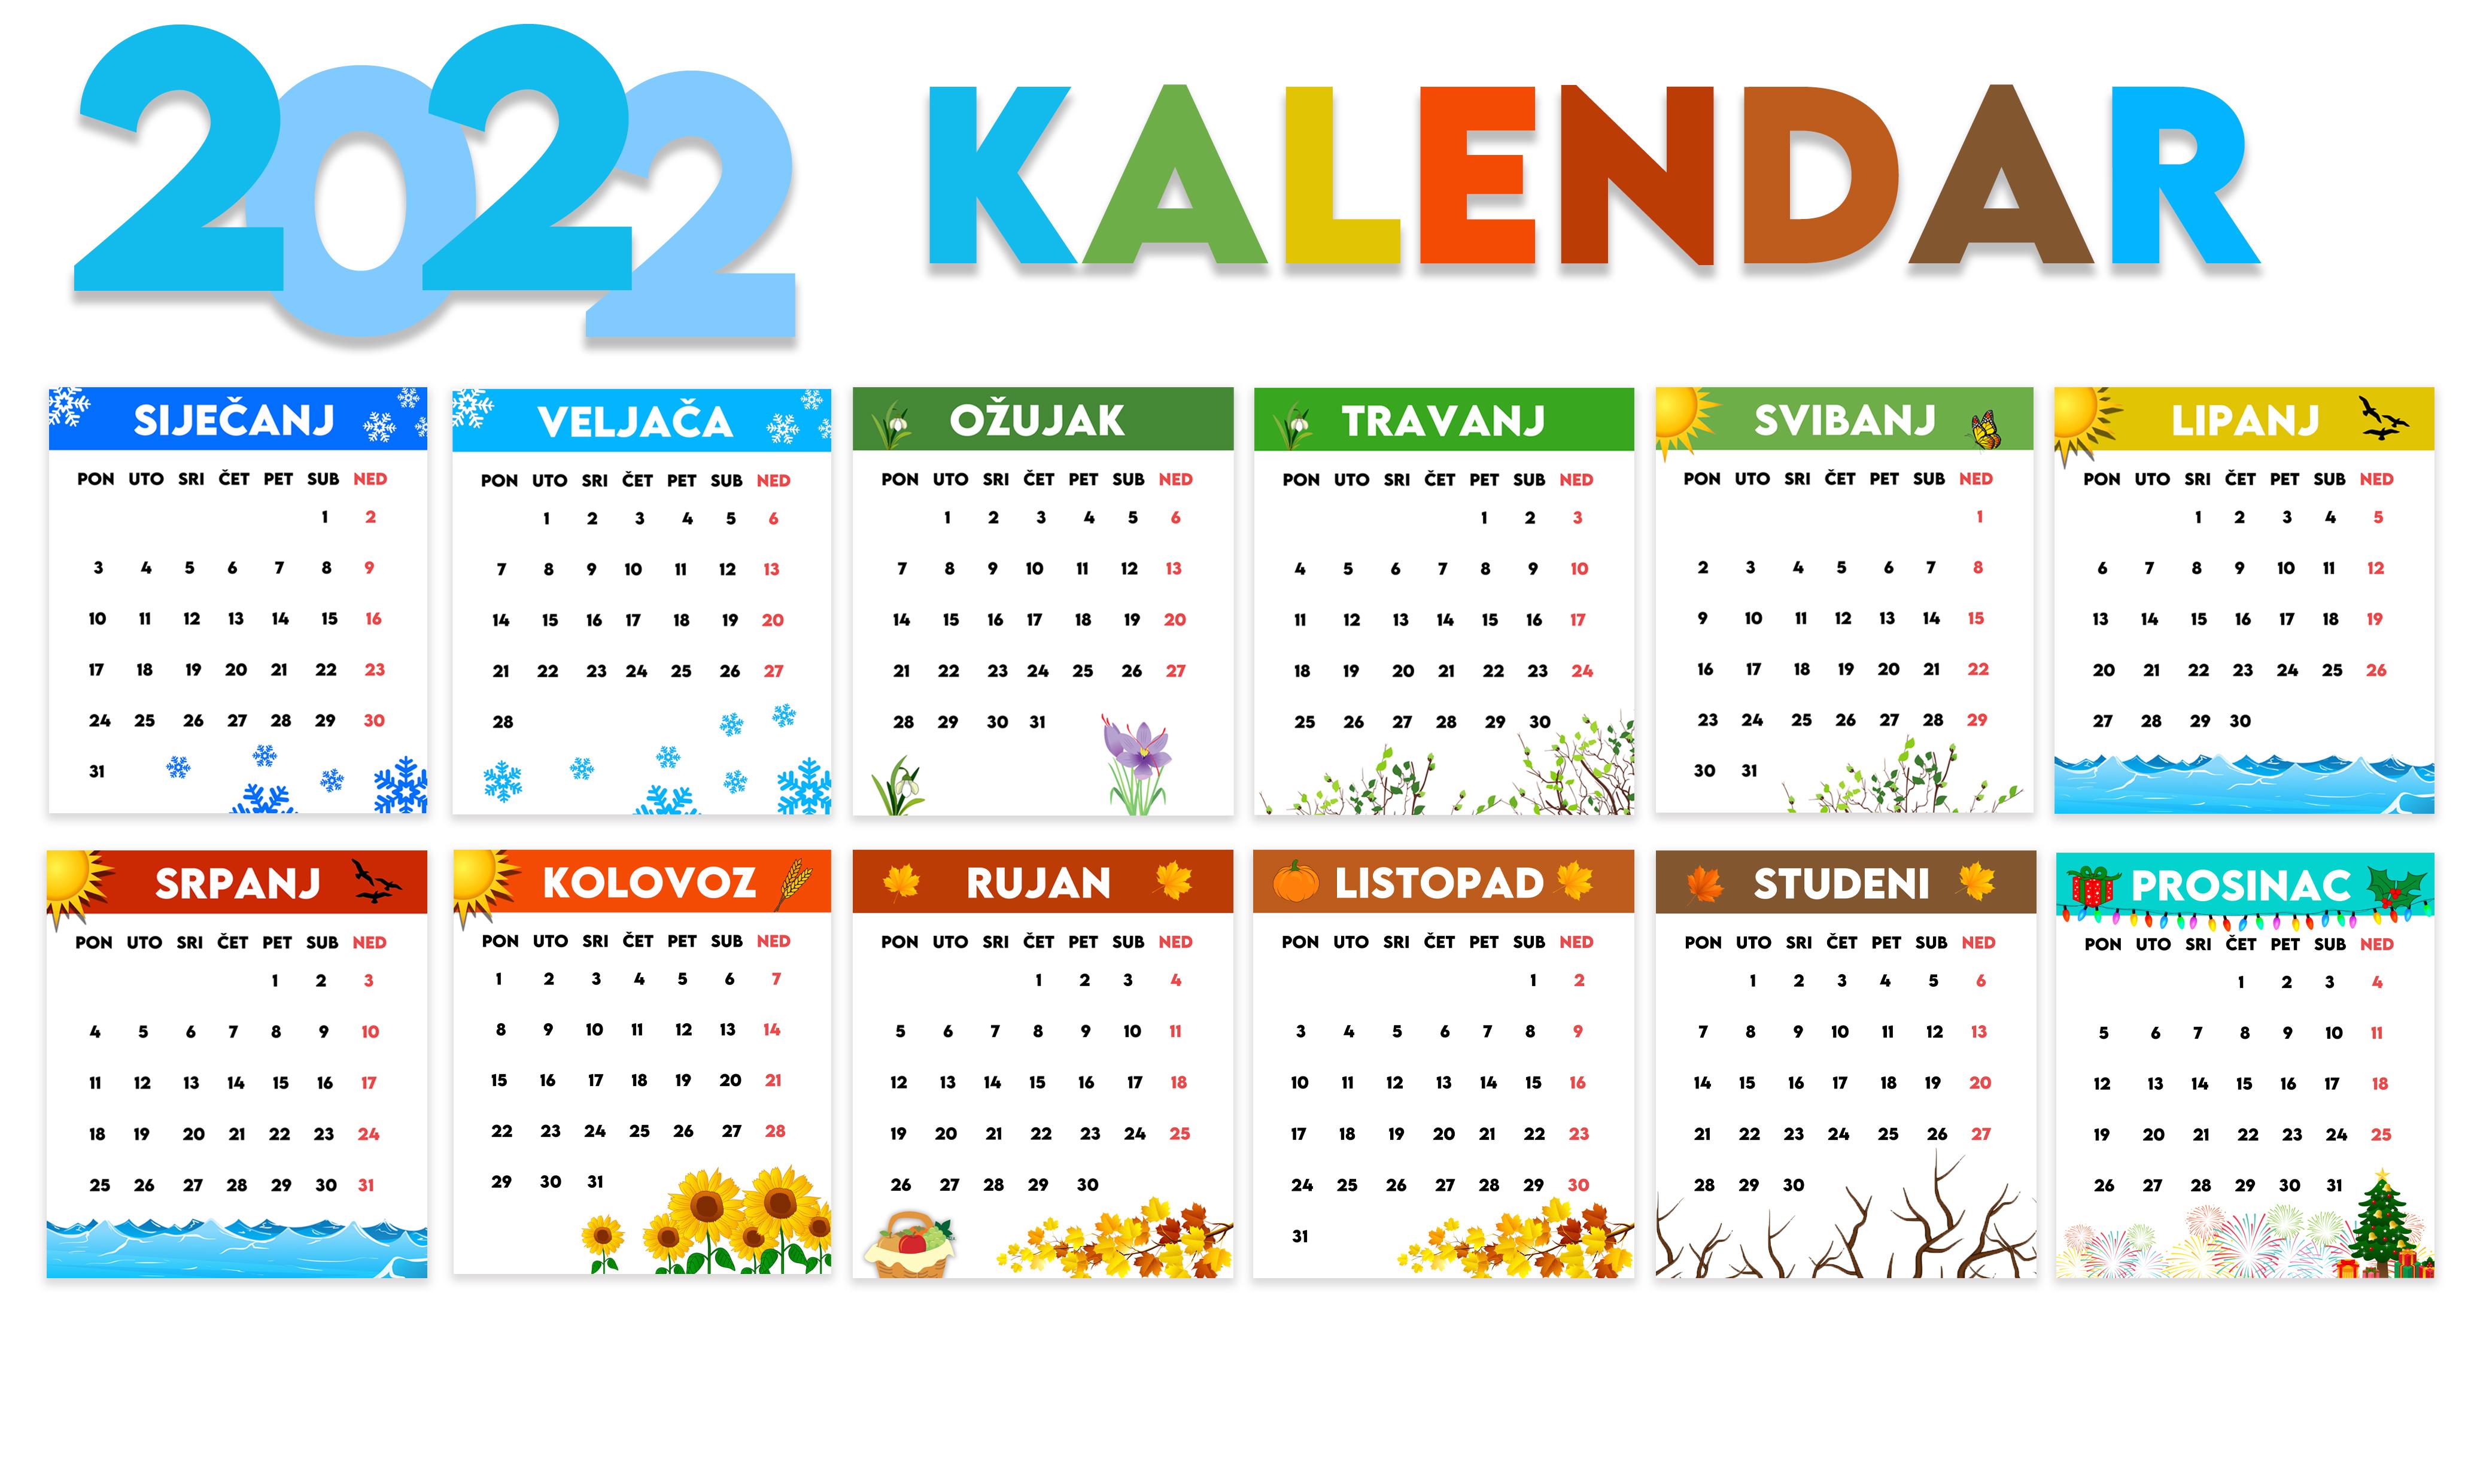 2022 KALENDAR
SIJEČANJ
PON UTO SRI ČET PET SUB NED
1 2
3 4 5 6 7 8 9
10 11 12 13 14 15 16
17 18 19 20 21 22 23
24 25 26 27 28 29 30
31
VELJAČA
PON UTO SRI ČET PET SUB NED
1 2 3 4 5 6
7 8 9 10 11 12 13
14 15 16 17 18 19 20
21 22 23 24 25 26 27
28
OŽUJAK
PON UTO SRI ČET PET SUB NED
1 2 3 4 5 6
7 8 9 10 11 12 13
14 15 16 17 18 19 20
21 22 23 24 25 26 27
28 29 30 31
TRAVANJ
PON UTO SRI ČET PET SUB NED
1 2 3
4 5 6 7 8 9 10
11 12 13 14 15 16 17
18 19 20 21 22 23 24
25 26 27 28 29 30
SVIBANJ
PON UTO SRI ČET PET SUB NED
1
2 3 4 5 6 7 8
9 10 11 12 13 14 15
16 17 18 19 20 21 22
23 24 25 26 27 28 29
30 31
LIPANJ
PON UTO SRI ČET PET SUB NED
1 2 3 4 5
6 7 8 9 10 11 12
13 14 15 16 17 18 19
20 21 22 23 24 25 26
27 28 29 30
SRPANJ
PON UTO SRI ČET PET SUB NED
1 2 3
4 5 6 7 8 9 10
11 12 13 14 15 16 17
18 19 20 21 22 23 24
25 26 27 28 29 30 31
KOLOVOZ
PON UTO SRI ČET PET SUB NED
1 2 3 4 5 6 7
8 9 10 11 12 13 14
15 16 17 18 19 20 21
22 23 24 25 26 27 28
29 30 31
RUJAN
PON UTO SRI ČET PET SUB NED
1 2 3 4
5 6 7 8 9 10 11
12 13 14 15 16 17 18
19 20 21 22 23 24 25
26 27 28 29 30
LISTOPAD
PON UTO SRI ČET PET SUB NED
1 2
3 4 5 6 7 8 9
10 11 12 13 14 15 16
17 18 19 20 21 22 23
24 25 26 27 28 29 30
31
STUDENI
PON UTO SRI ČET PET SUB NED
1 2 3 4 5 6
7 8 9 10 11 12 13
14 15 16 17 18 19 20
21 22 23 24 25 26 27
28 29 30
PROSINAC
PON UTO SRI ČET PET SUB NED
1 2 3 4
5 6 7 8 9 10 11
12 13 14 15 16 17 18
19 20 21 22 23 24 25
26 27 28 29 30 31